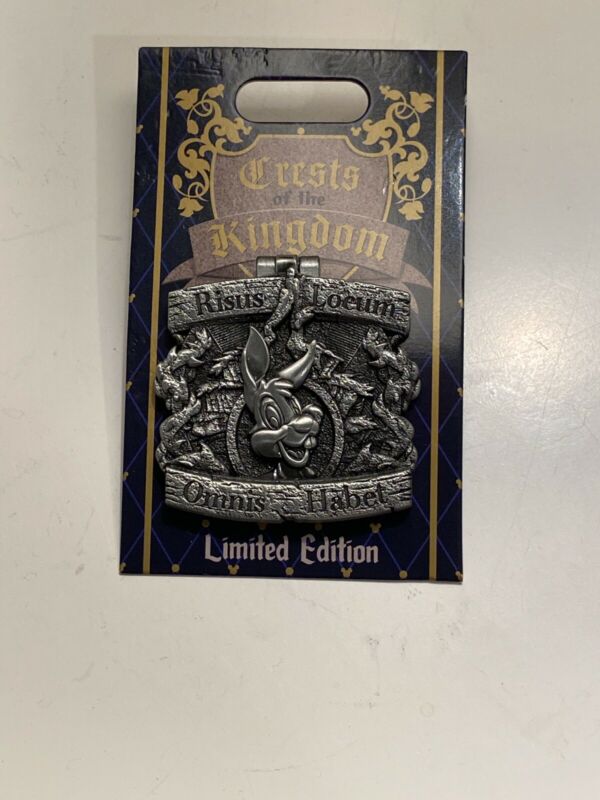 Crests
of the
Kingdom
Risus Locum
Omnis Habet
Limited Edition